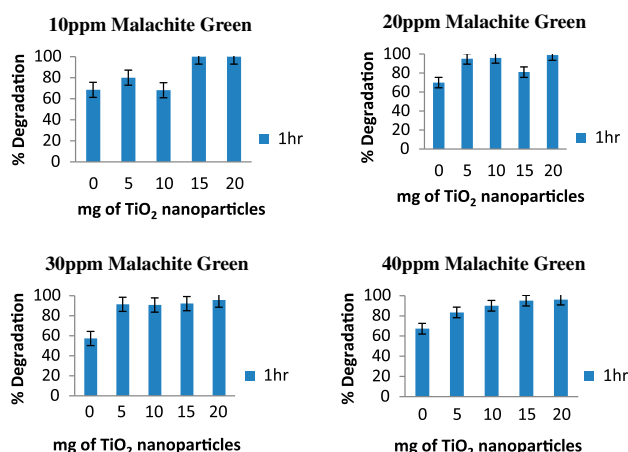 10ppm Malachite Green
% Degradation
100
80
60
40
20
0
0 5 10 15 20
mg of TiO₂ nanoparticles
1hr
20ppm Malachite Green
% Degradation
100
80
60
40
20
0
0 5 10 15 20
mg of TiO₂ nanoparticles
1hr
30ppm Malachite Green
% Degradation
100
80
60
40
20
0
0 5 10 15 20
mg of TiO₂ nanoparticles
1hr
40ppm Malachite Green
% Degradation
100
80
60
40
20
0
0 5 10 15 20
mg of TiO₂ nanoparticles
1hr